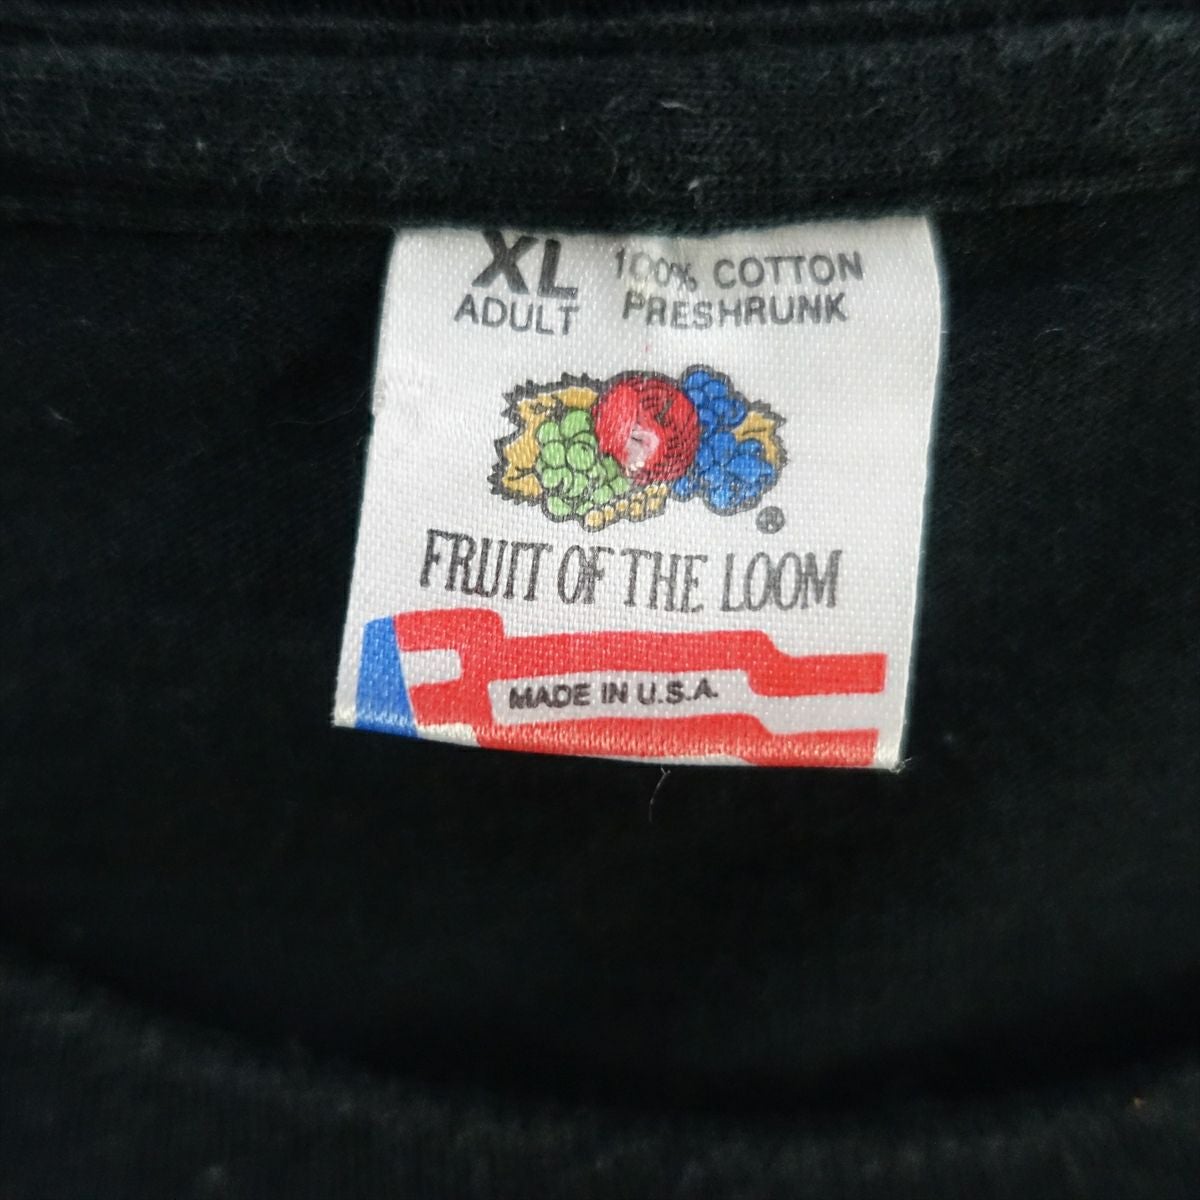 XL
ADULT
100% COTTON
PRESHRUNK
®
FRUIT OF THE LOOM
MADE IN U.S.A.